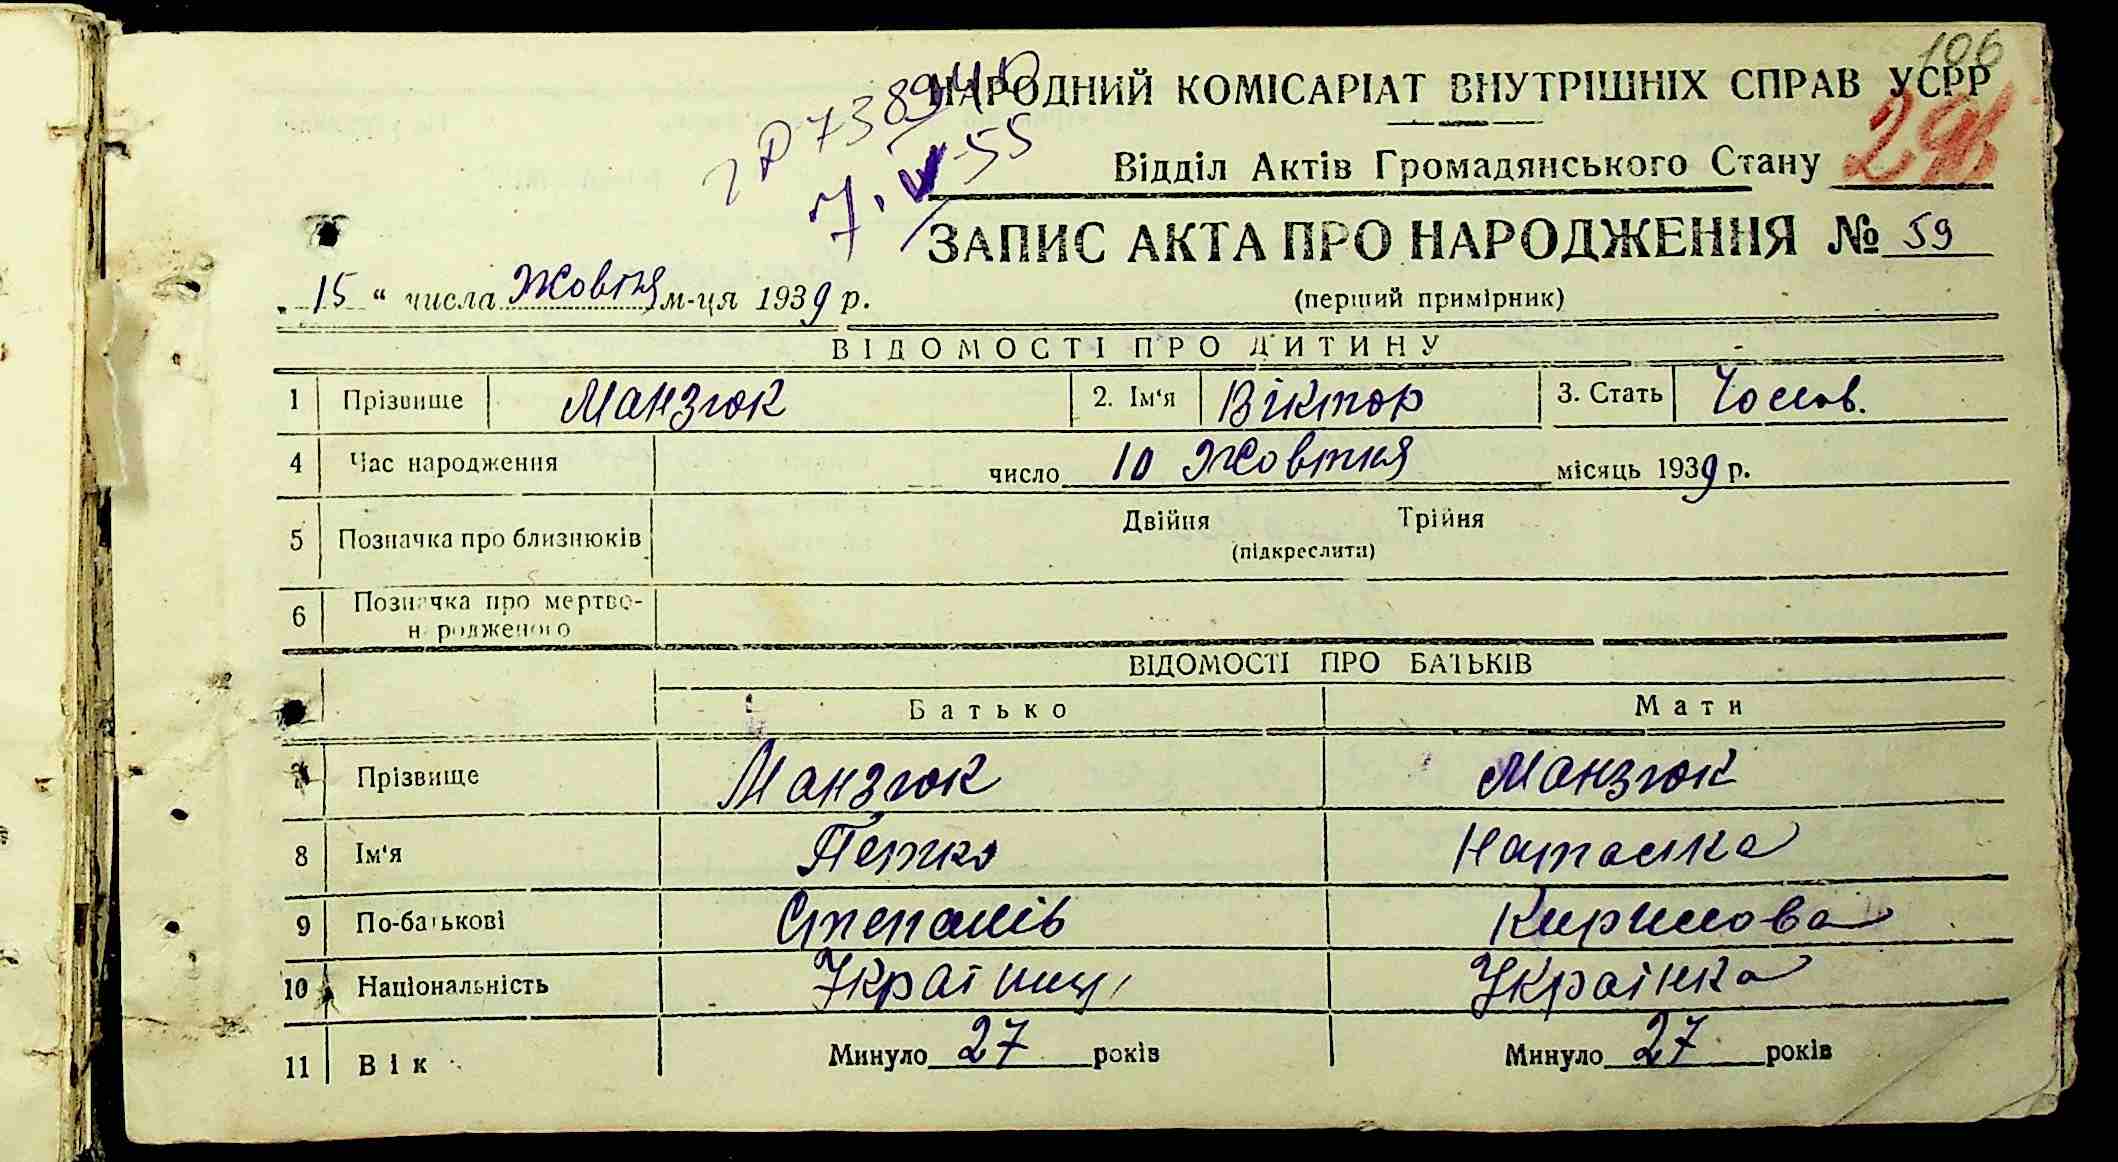 106
НАРОДНИЙ КОМІСАРІАТ ВНУТРІШНІХ СПРАВ УСРР
7. V-55
Відділ Актів Громадянського Стану
ЗАПИС АКТА ПРО НАРОДЖЕННЯ № 59
„15“ числа Жовтня м-ця 1939 р.
(перший примірник)
ВІДОМОСТІ ПРО ДИТИНУ
1 Прізвище Манзюк 2. Ім'я Віктор 3. Стать Чолов.
4 Час народження число 10 Жовтня місяць 1939 р.
5 Позначка про близнюків Двійня Трійня
(підкреслити)
6 Позначка про мертво-
народженого
ВІДОМОСТІ ПРО БАТЬКІВ
Батько Мати
7 Прізвище Манзюк Манзюк
8 Ім'я Петро Наталка
9 По-батькові Степанів Кирилова
10 Національність Українець Українка
11 Вік Минуло 27 років Минуло 27 років